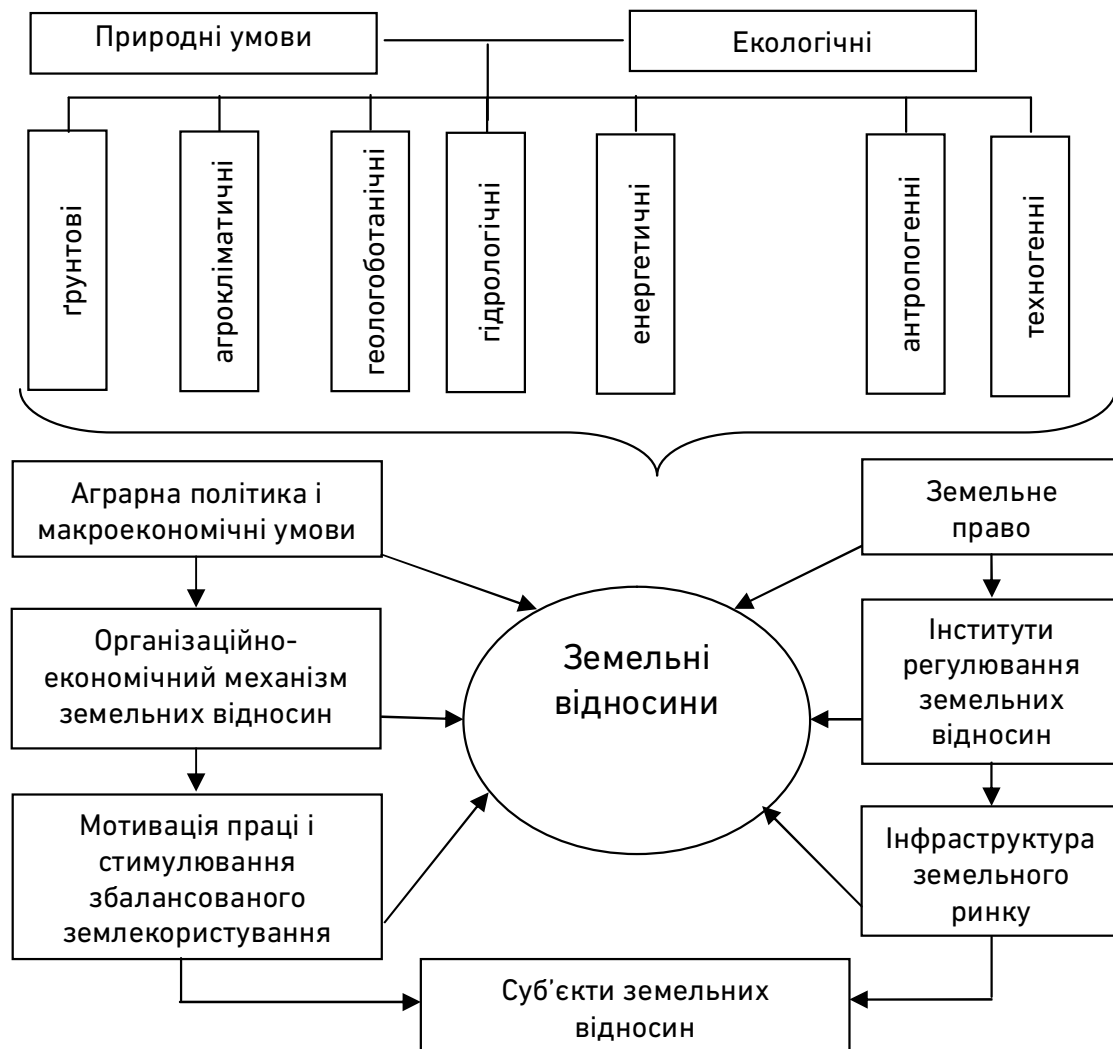 Природні умови
Екологічні
ґрунтові
агрокліматичні
геологоботанічні
гідрологічні
енергетичні
антропогенні
техногенні
Аграрна політика і
макроекономічні умови
Земельне
право
Організаційно-
економічний механізм
земельних відносин
Земельні
відносини
Інститути
регулювання
земельних
відносин
Мотивація праці і
стимулювання
збалансованого
землекористування
Інфраструктура
земельного
ринку
Суб’єкти земельних
відносин